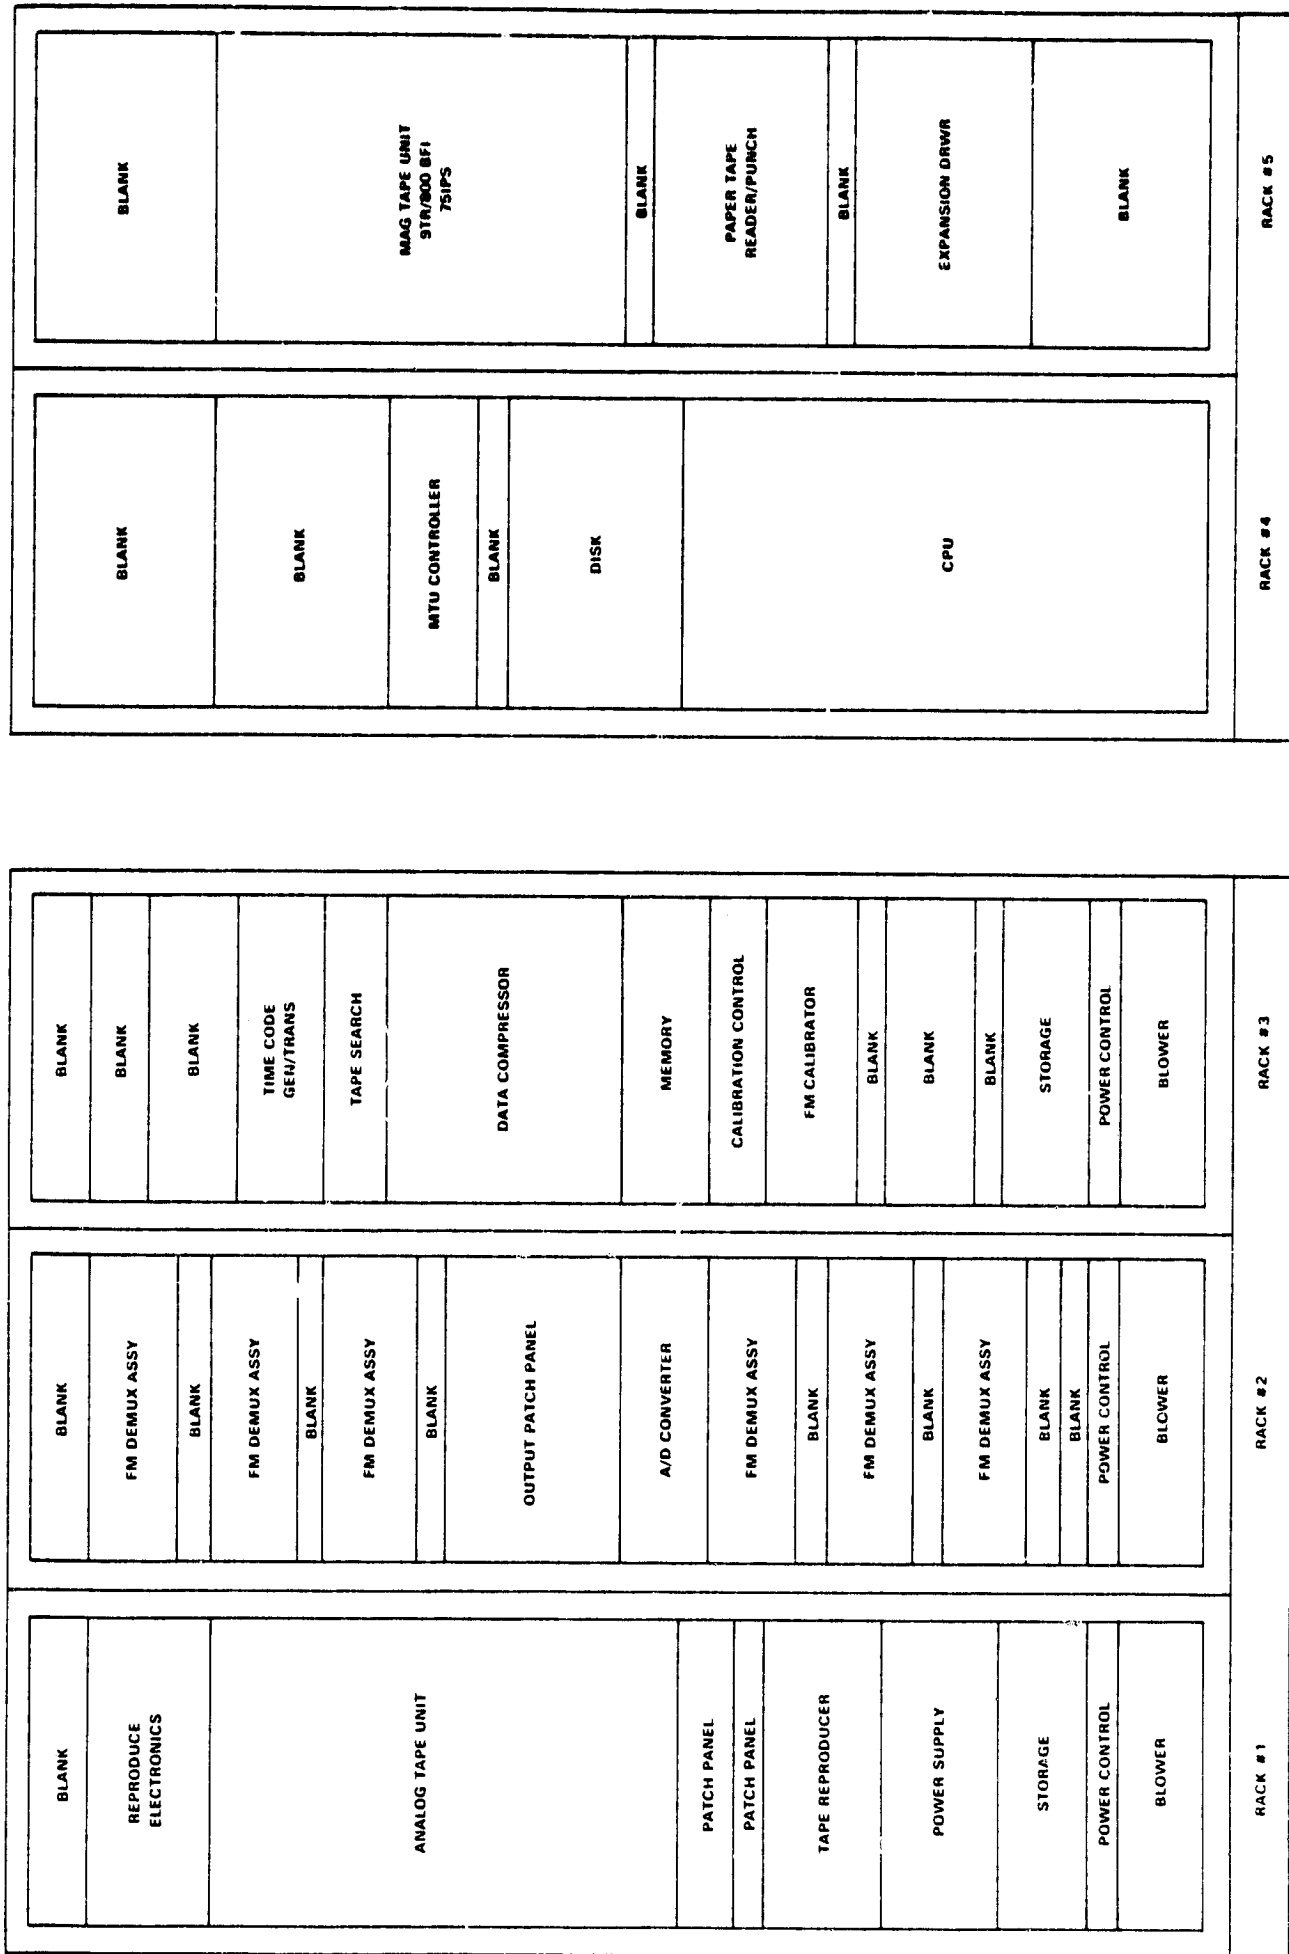 BLANK
REPRODUCE
ELECTRONICS
ANALOG TAPE UNIT
PATCH PANEL
PATCH PANEL
TAPE REPRODUCER
POWER SUPPLY
STORAGE
POWER CONTROL
BLOWER
RACK #1
BLANK
FM DEMUX ASSY
BLANK
FM DEMUX ASSY
BLANK
FM DEMUX ASSY
BLANK
OUTPUT PATCH PANEL
A/D CONVERTER
FM DEMUX ASSY
BLANK
FM DEMUX ASSY
BLANK
FM DEMUX ASSY
BLANK
BLANK
POWER CONTROL
BLOWER
RACK #2
BLANK
BLANK
BLANK
TIME CODE
GEN/TRANS
TAPE SEARCH
DATA COMPRESSOR
MEMORY
CALIBRATION CONTROL
FM CALIBRATOR
BLANK
BLANK
BLANK
STORAGE
POWER CONTROL
BLOWER
RACK #3
BLANK
BLANK
MTU CONTROLLER
BLANK
DISK
CPU
RACK #4
BLANK
MAG TAPE UNIT
9TR/800 BFI
75IPS
BLANK
PAPER TAPE
READER/PUNCH
BLANK
EXPANSION DRWR
BLANK
RACK #5